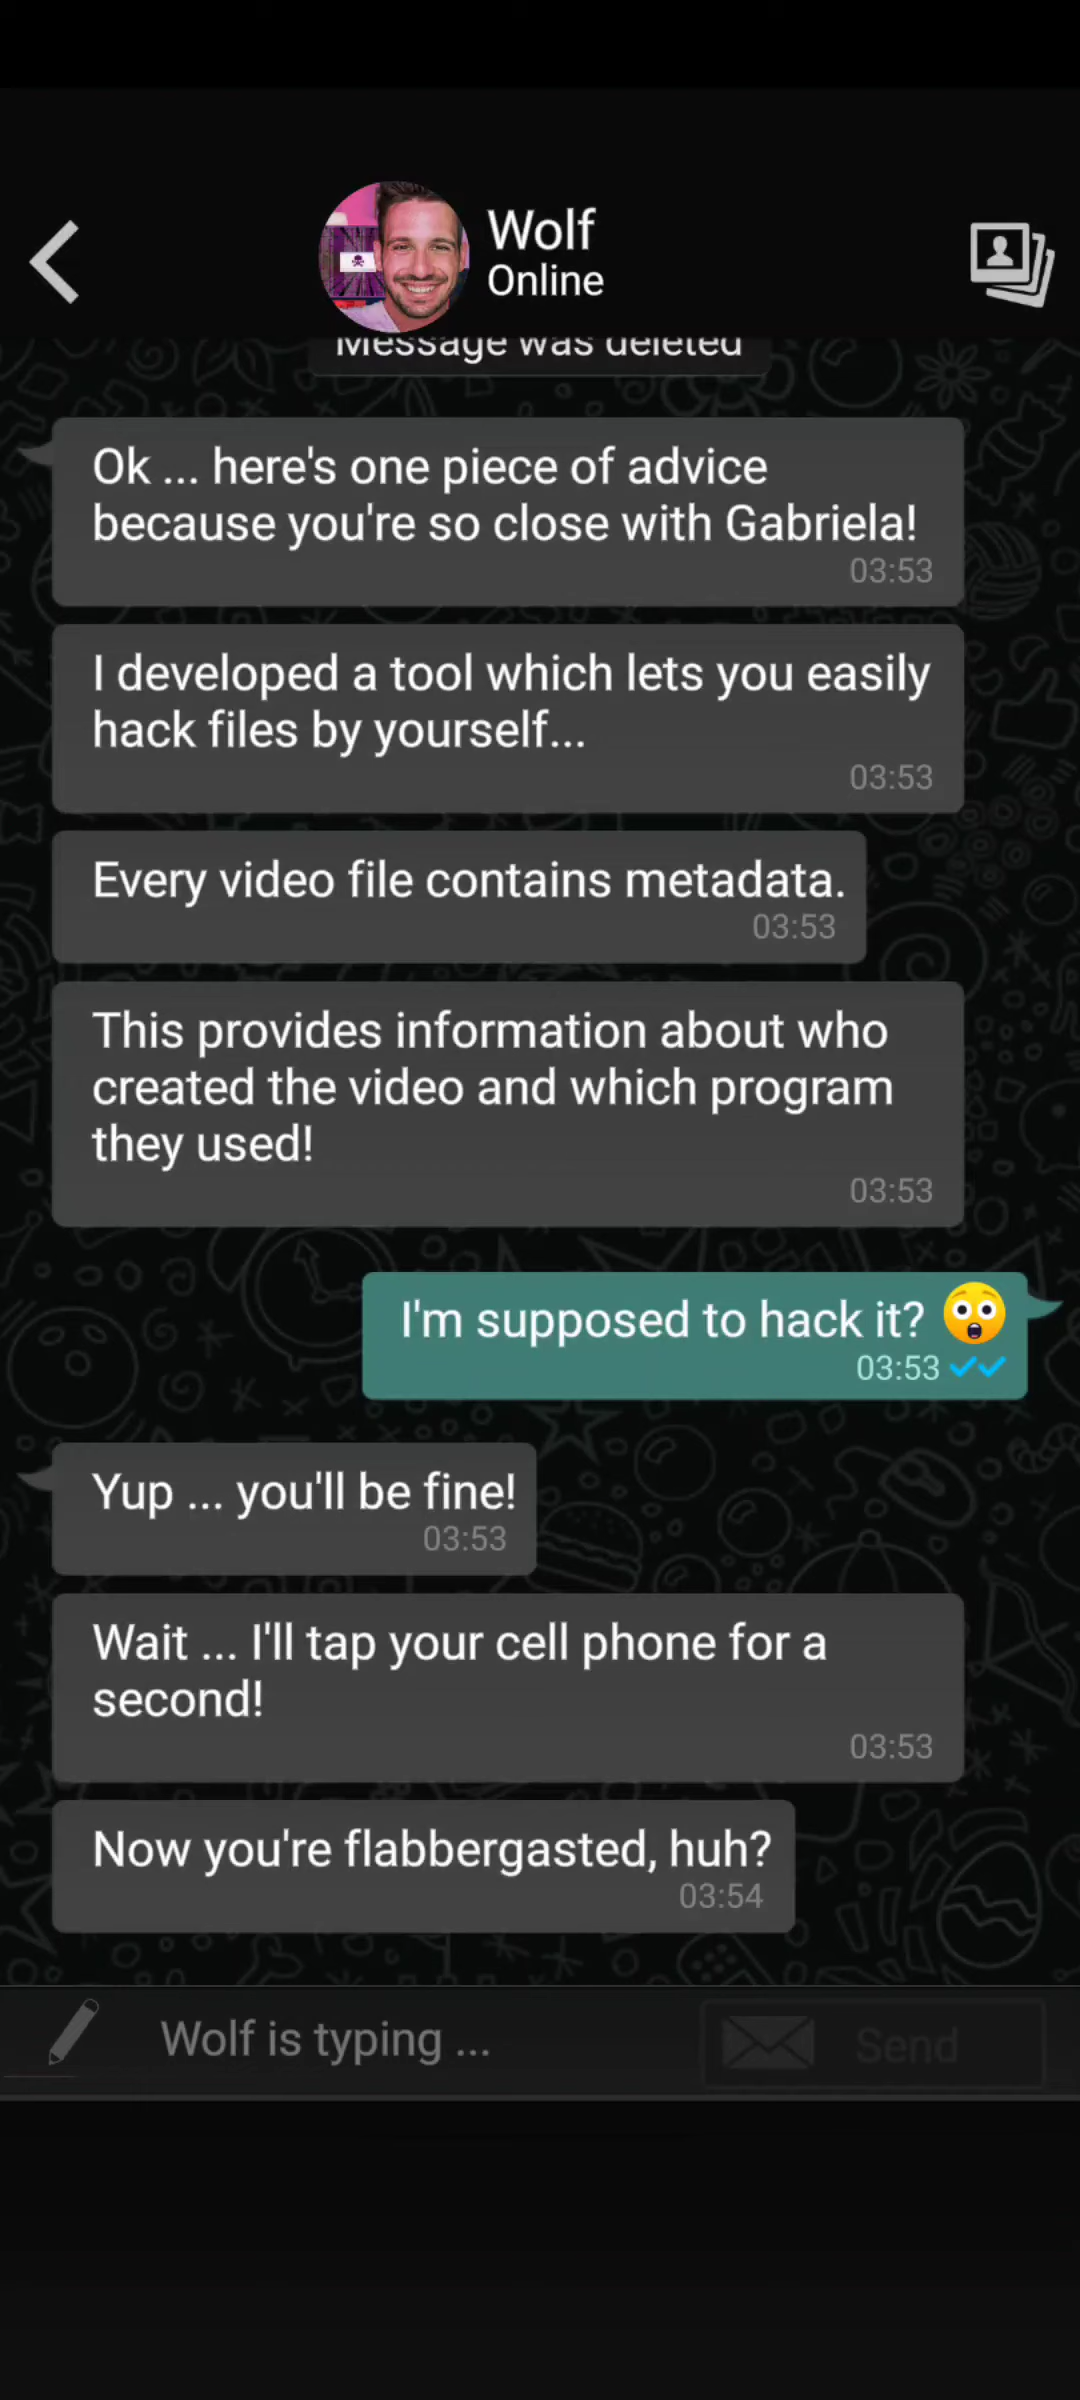 Wolf
Online
Message was deleted
Ok ... here's one piece of advice
because you're so close with Gabriela!
03:53
I developed a tool which lets you easily
hack files by yourself...
03:53
Every video file contains metadata.
03:53
This provides information about who
created the video and which program
they used!
03:53
I'm supposed to hack it? 😲
03:53
Yup ... you'll be fine!
03:53
Wait ... I'll tap your cell phone for a
second!
03:53
Now you're flabbergasted, huh?
03:54
Wolf is typing ...
Send